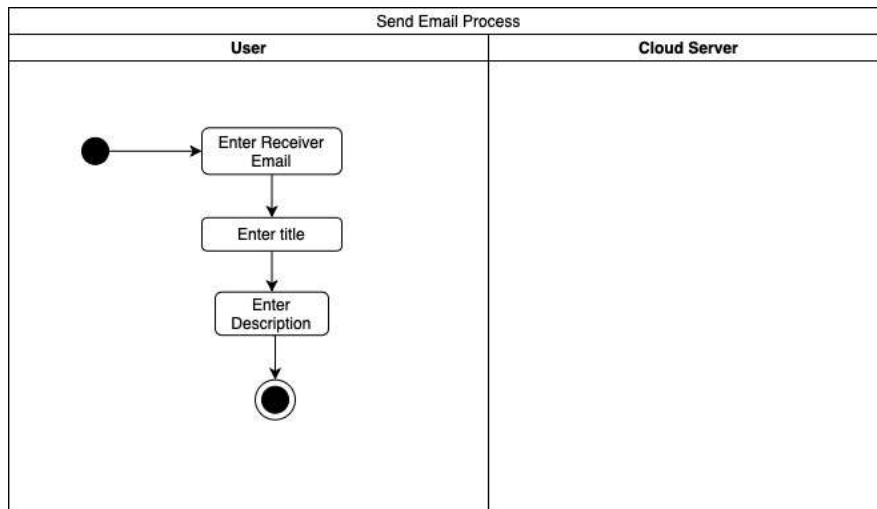 Send Email Process
User
Cloud Server
Enter Receiver
Email
Enter title
Enter
Description